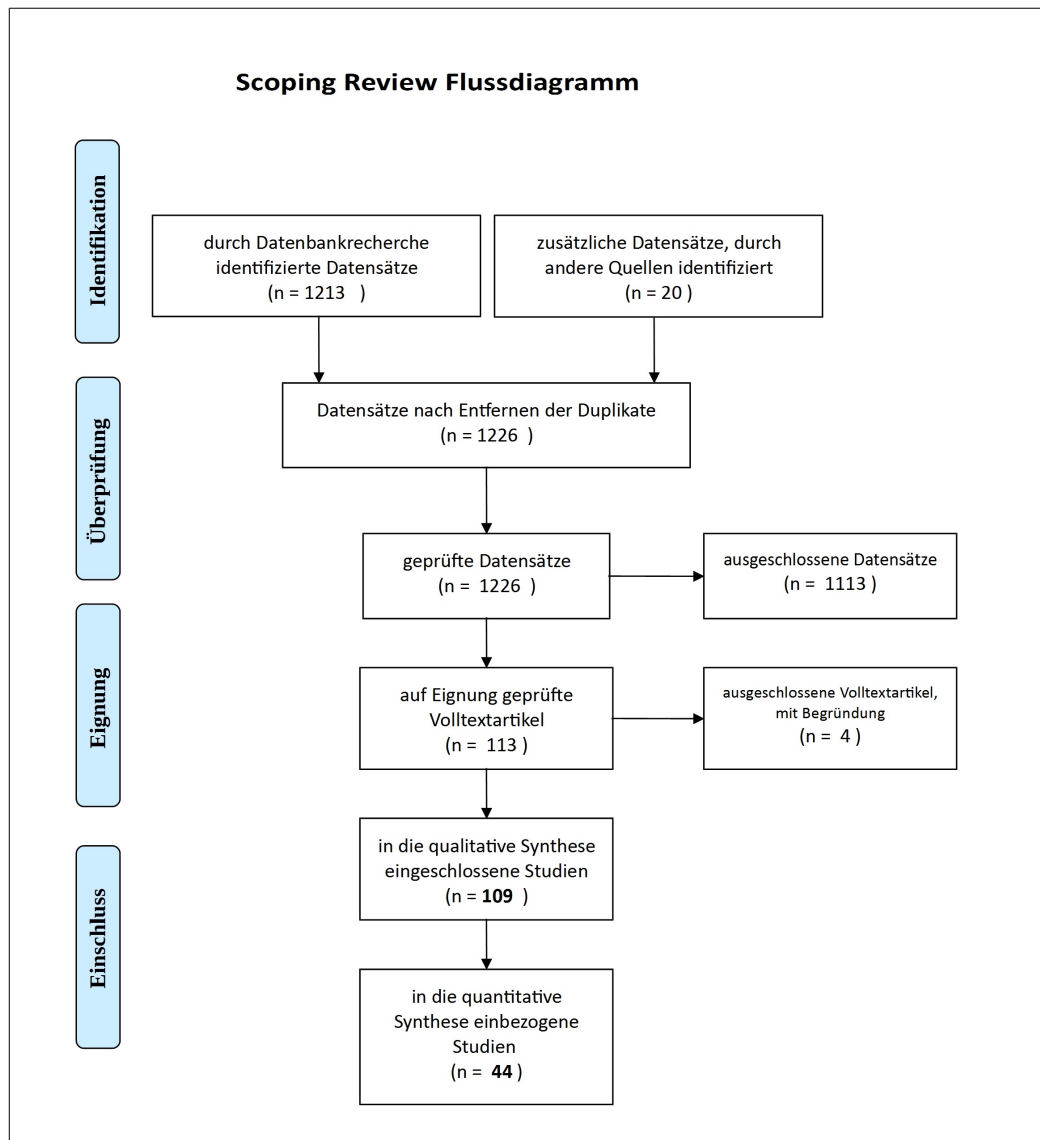 Scoping Review Flussdiagramm
Identifikation
durch Datenbankrecherche
identifizierte Datensätze
(n = 1213 )
zusätzliche Datensätze, durch
andere Quellen identifiziert
(n = 20 )
Überprüfung
Datensätze nach Entfernen der Duplikate
(n = 1226 )
geprüfte Datensätze
(n = 1226 )
ausgeschlossene Datensätze
(n = 1113 )
Eignung
auf Eignung geprüfte
Volltextartikel
(n = 113 )
ausgeschlossene Volltextartikel,
mit Begründung
(n = 4 )
Einschluss
in die qualitative Synthese
eingeschlossene Studien
(n = 109 )
in die quantitative
Synthese einbezogene
Studien
(n = 44 )